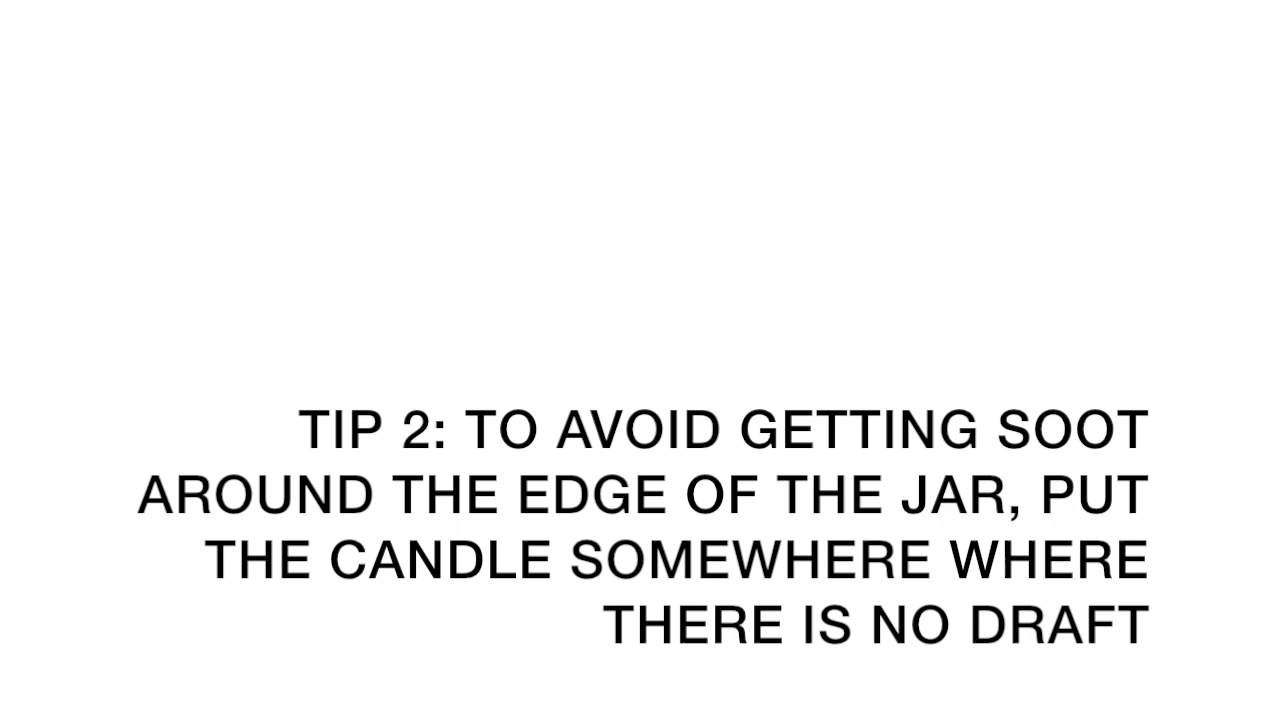 TIP 2: TO AVOID GETTING SOOT
AROUND THE EDGE OF THE JAR, PUT
THE CANDLE SOMEWHERE WHERE
THERE IS NO DRAFT